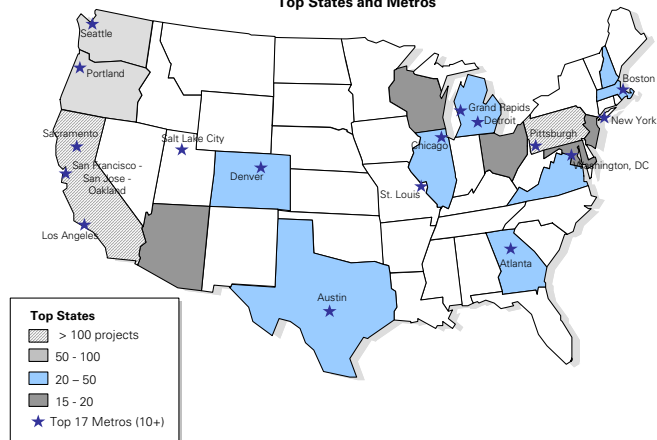 Top States and Metros
Seattle
Portland
Sacramento
San Francisco -
San Jose -
Oakland
Los Angeles
Salt Lake City
Denver
Austin
St. Louis
Chicago
Grand Rapids
Detroit
Pittsburgh
Boston
New York
Washington, DC
Atlanta
Top States
> 100 projects
50 - 100
20 – 50
15 - 20
Top 17 Metros (10+)